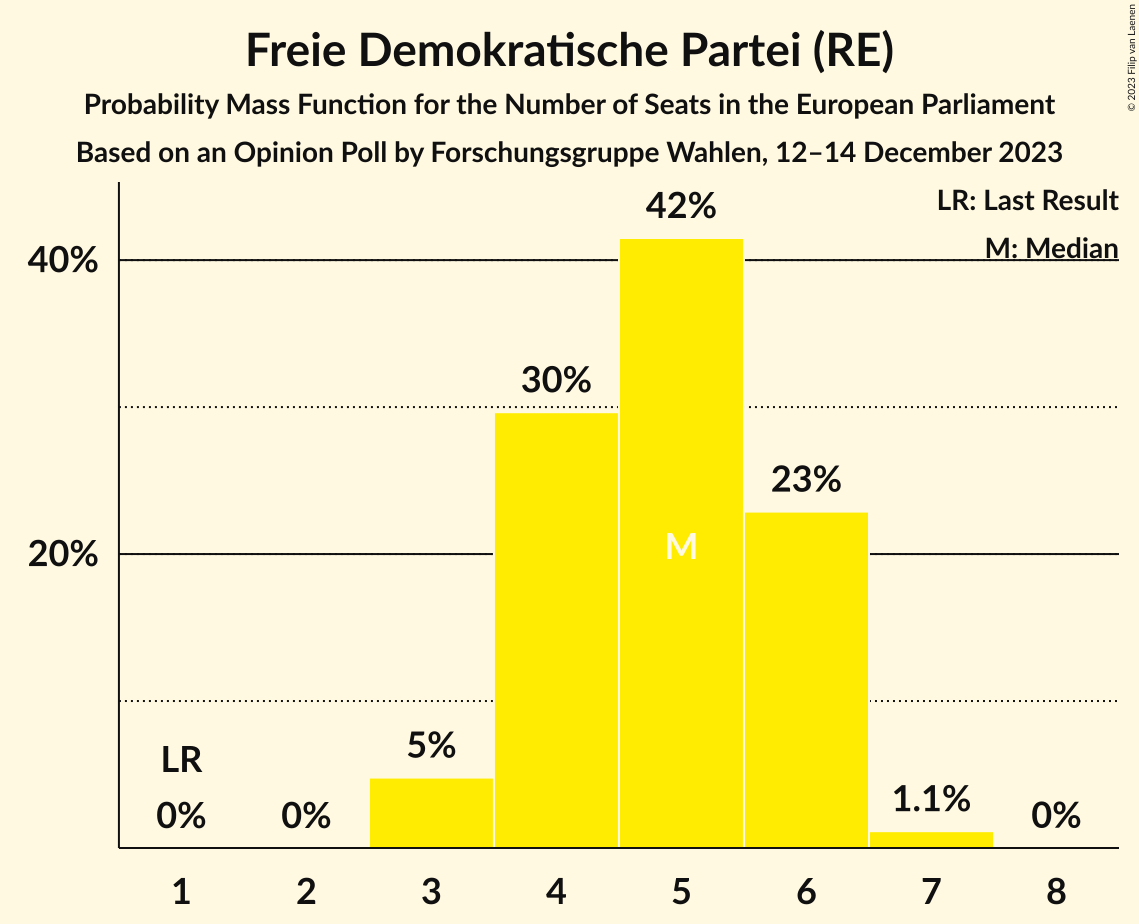 Freie Demokratische Partei (RE)
Probability Mass Function for the Number of Seats in the European Parliament
Based on an Opinion Poll by Forschungsgruppe Wahlen, 12–14 December 2023
© 2023 Filip van Laenen
LR: Last Result
M: Median
42%
40%
30%
23%
M
20%
LR
5%
1.1%
0%
0%
0%
1 2 3 4 5 6 7 8